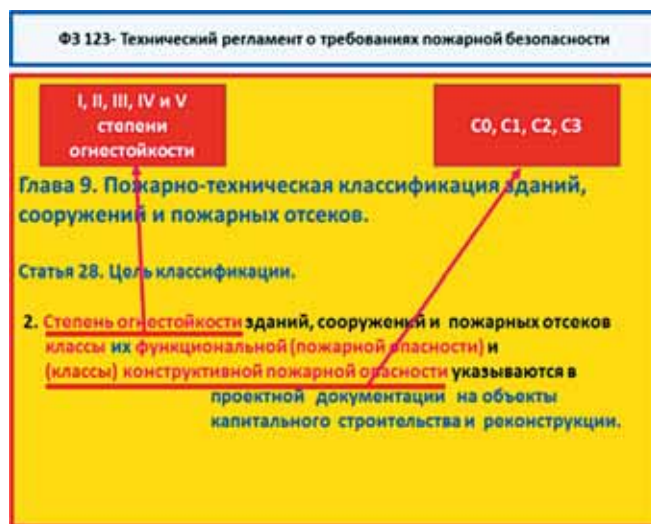 ФЗ 123- Технический регламент о требованиях пожарной безопасности
I, II, III, IV и V
степени
огнестойкости
С0, С1, С2, С3
Глава 9. Пожарно-техническая классификация зданий,
сооружений и пожарных отсеков.
Статья 28. Цель классификации.
2. Степень огнестойкости зданий, сооружений и пожарных отсеков
классы их функциональной (пожарной опасности) и
(классы) конструктивной пожарной опасности указываются в
проектной документации на объекты
капитального строительства и реконструкции.